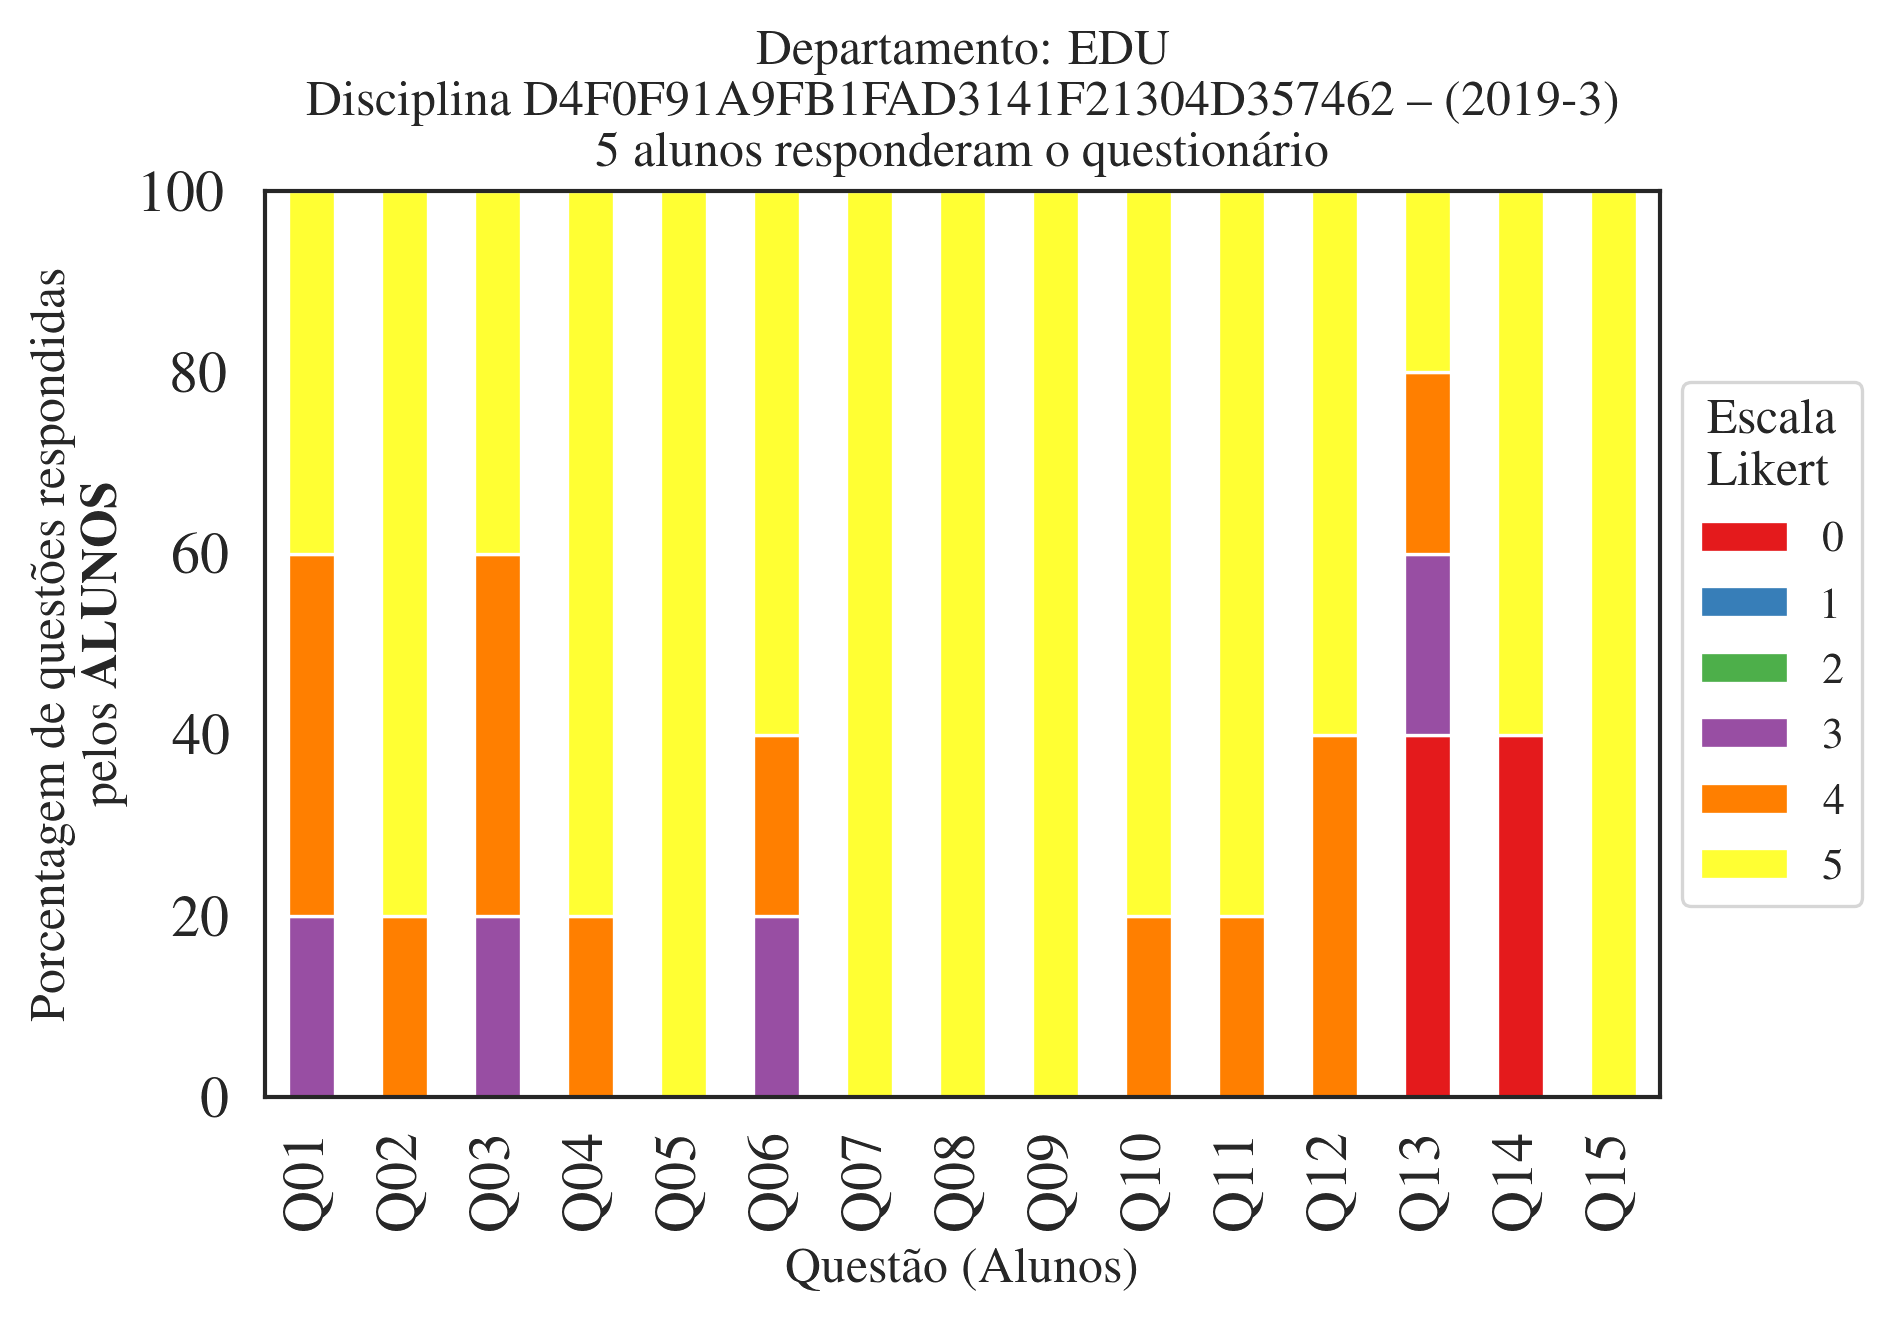 Departamento: EDU
Disciplina D4F0F91A9FB1FAD3141F21304D357462 – (2019-3)
5 alunos responderam o questionário
Porcentagem de questões respondidas
pelos ALUNOS
100
80
60
40
20
0
Q01
Q02
Q03
Q04
Q05
Q06
Q07
Q08
Q09
Q10
Q11
Q12
Q13
Q14
Q15
Questão (Alunos)
Escala
Likert
0
1
2
3
4
5